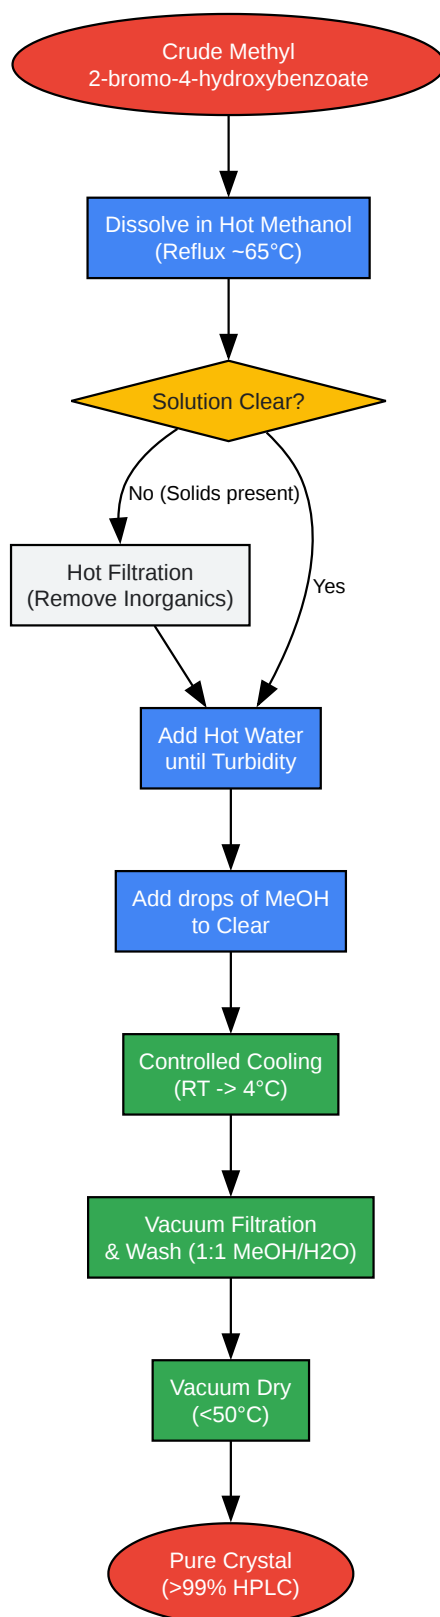 Crude Methyl
2-bromo-4-hydroxybenzoate
Dissolve in Hot Methanol
(Reflux ~65°C)
Solution Clear?
No (Solids present)
Hot Filtration
(Remove Inorganics)
Yes
Add Hot Water
until Turbidity
Add drops of MeOH
to Clear
Controlled Cooling
(RT -> 4°C)
Vacuum Filtration
& Wash (1:1 MeOH/H2O)
Vacuum Dry
(<50°C)
Pure Crystal
(>99% HPLC)